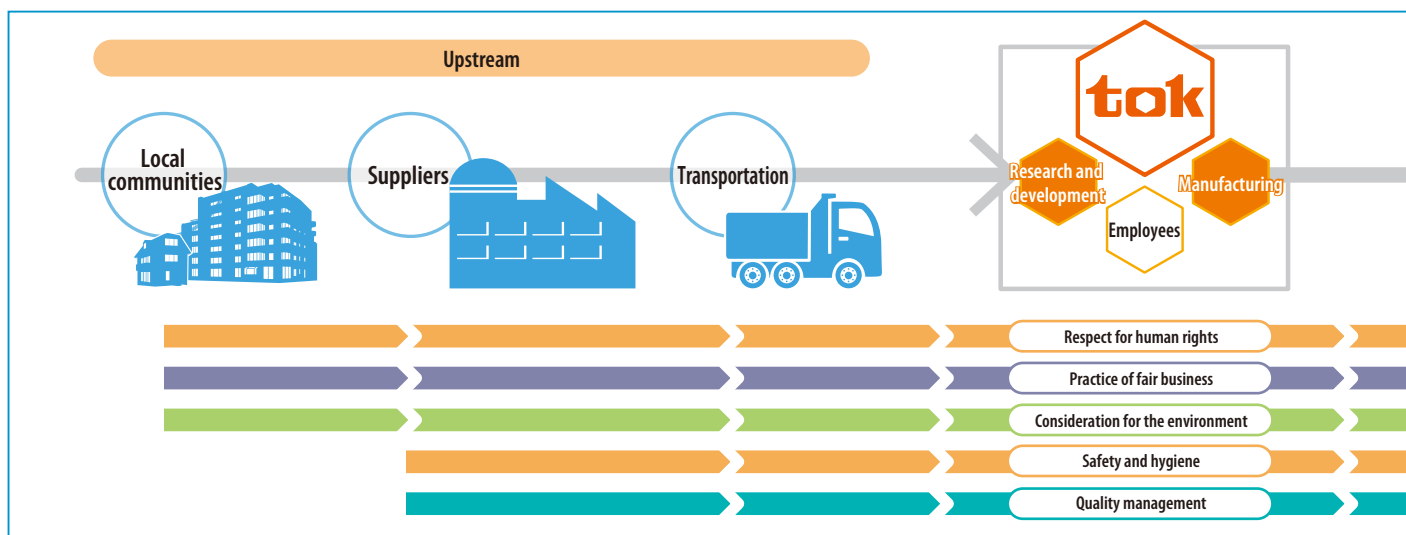 Upstream
tok
Local
communities
Suppliers
Transportation
Research and
development
Manufacturing
Employees
Respect for human rights
Practice of fair business
Consideration for the environment
Safety and hygiene
Quality management